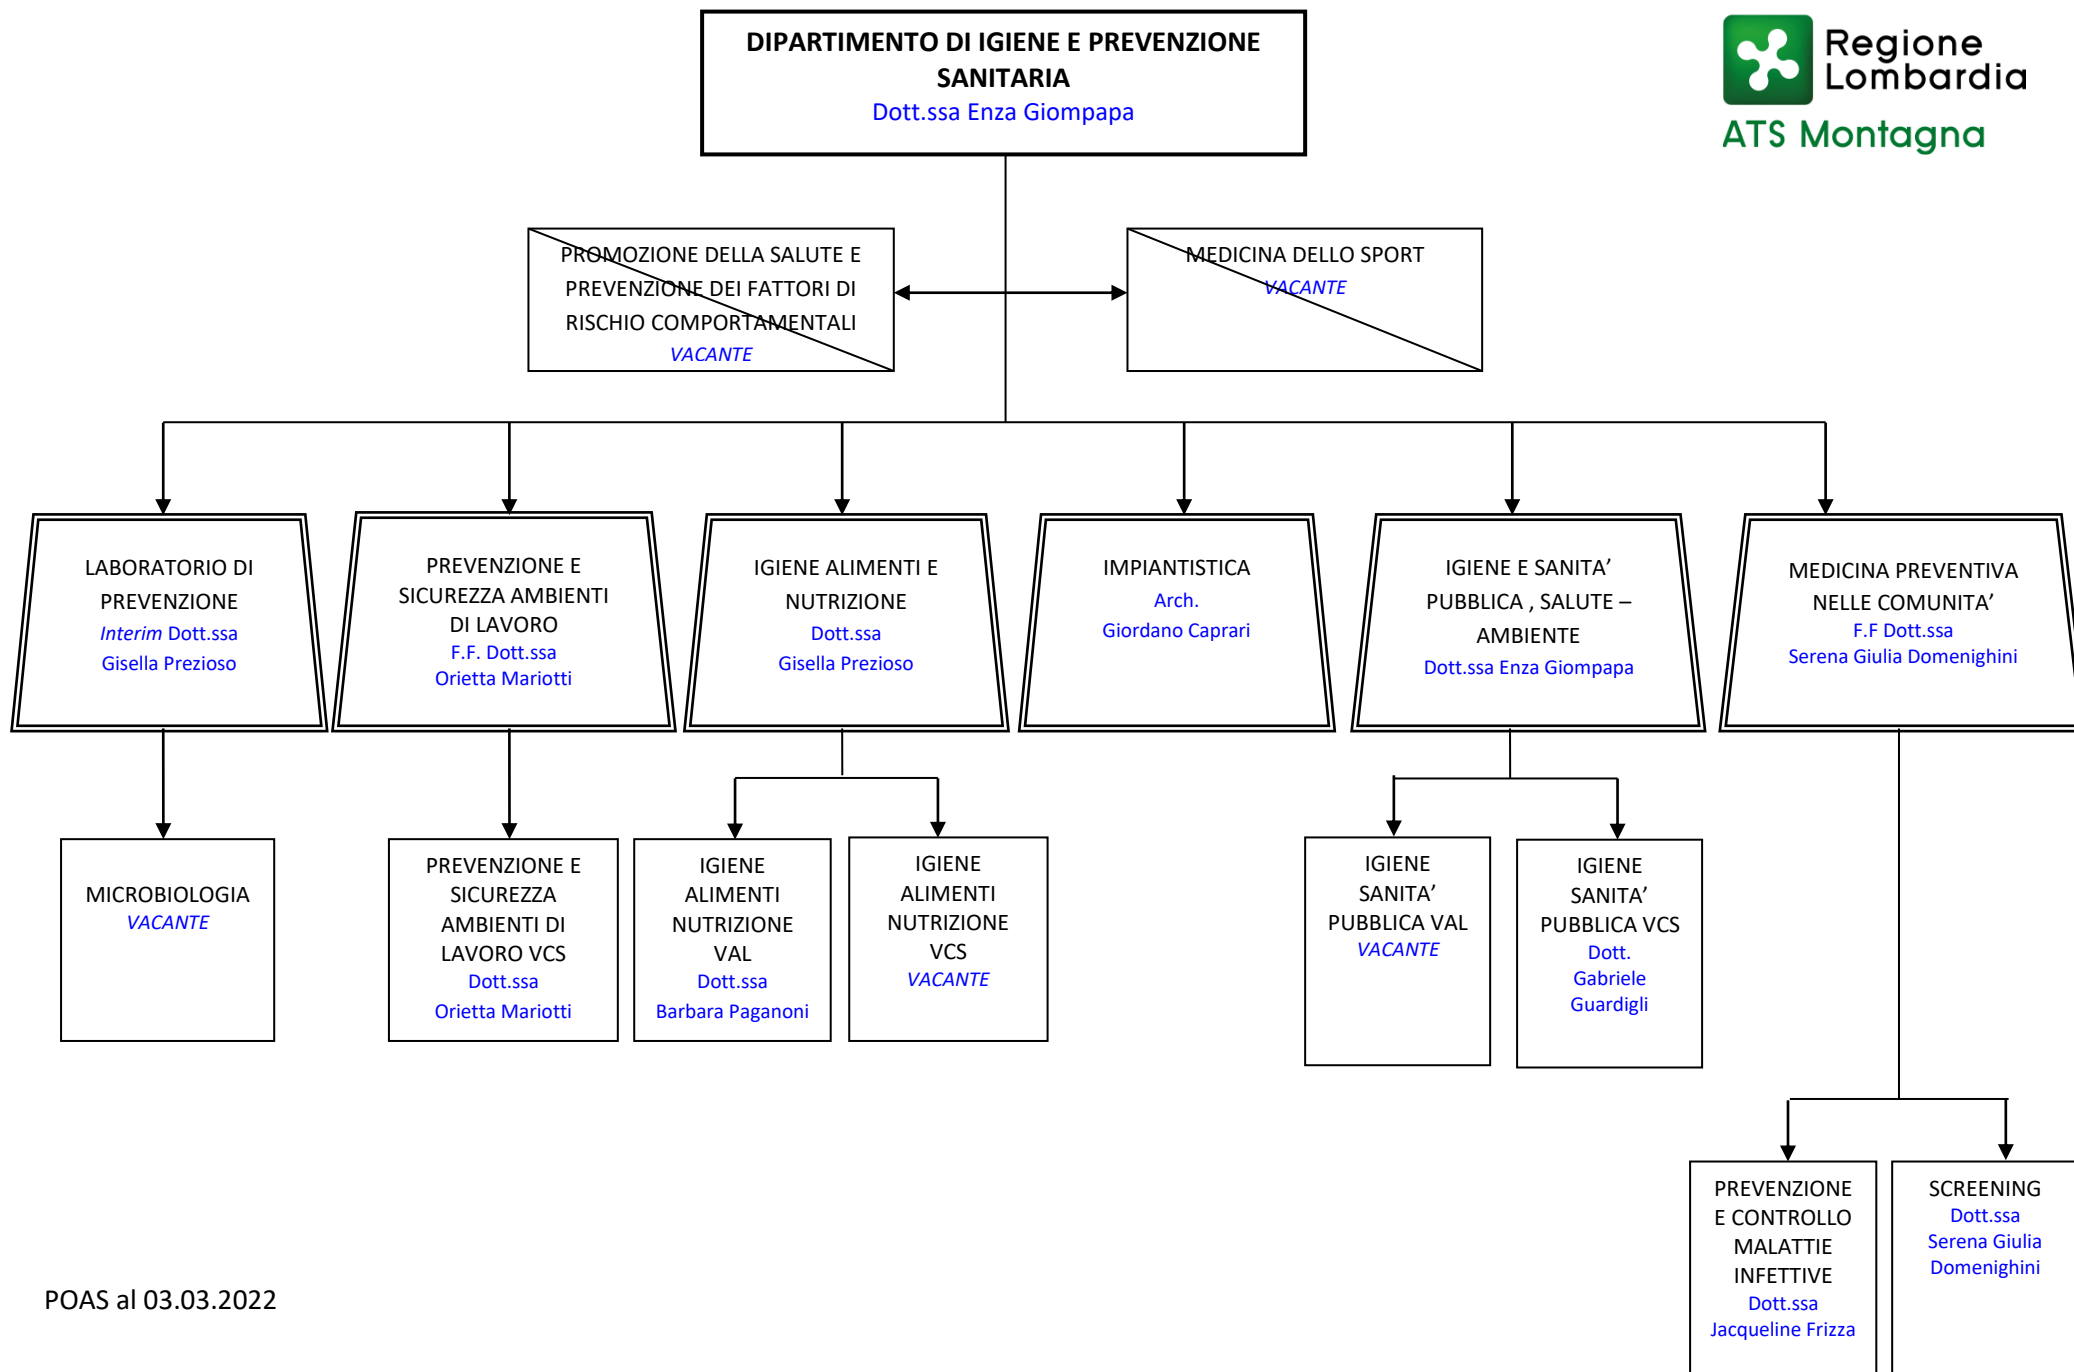 DIPARTIMENTO DI IGIENE E PREVENZIONE
SANITARIA
Dott.ssa Enza Giompapa
Regione
Lombardia
ATS Montagna
PROMOZIONE DELLA SALUTE E
PREVENZIONE DEI FATTORI DI
RISCHIO COMPORTAMENTALI
VACANTE
MEDICINA DELLO SPORT
VACANTE
LABORATORIO DI
PREVENZIONE
Interim Dott.ssa
Gisella Prezioso
PREVENZIONE E
SICUREZZA AMBIENTI
DI LAVORO
F.F. Dott.ssa
Orietta Mariotti
IGIENE ALIMENTI E
NUTRIZIONE
Dott.ssa
Gisella Prezioso
IMPIANTISTICA
Arch.
Giordano Caprari
IGIENE E SANITA’
PUBBLICA , SALUTE –
AMBIENTE
Dott.ssa Enza Giompapa
MEDICINA PREVENTIVA
NELLE COMUNITA’
F.F Dott.ssa
Serena Giulia Domenighini
MICROBIOLOGIA
VACANTE
PREVENZIONE E
SICUREZZA
AMBIENTI DI
LAVORO VCS
Dott.ssa
Orietta Mariotti
IGIENE
ALIMENTI
NUTRIZIONE
VAL
Dott.ssa
Barbara Paganoni
IGIENE
ALIMENTI
NUTRIZIONE
VCS
VACANTE
IGIENE
SANITA’
PUBBLICA VAL
VACANTE
IGIENE
SANITA’
PUBBLICA VCS
Dott.
Gabriele
Guardigli
PREVENZIONE
E CONTROLLO
MALATTIE
INFETTIVE
Dott.ssa
Jacqueline Frizza
SCREENING
Dott.ssa
Serena Giulia
Domenighini
POAS al 03.03.2022